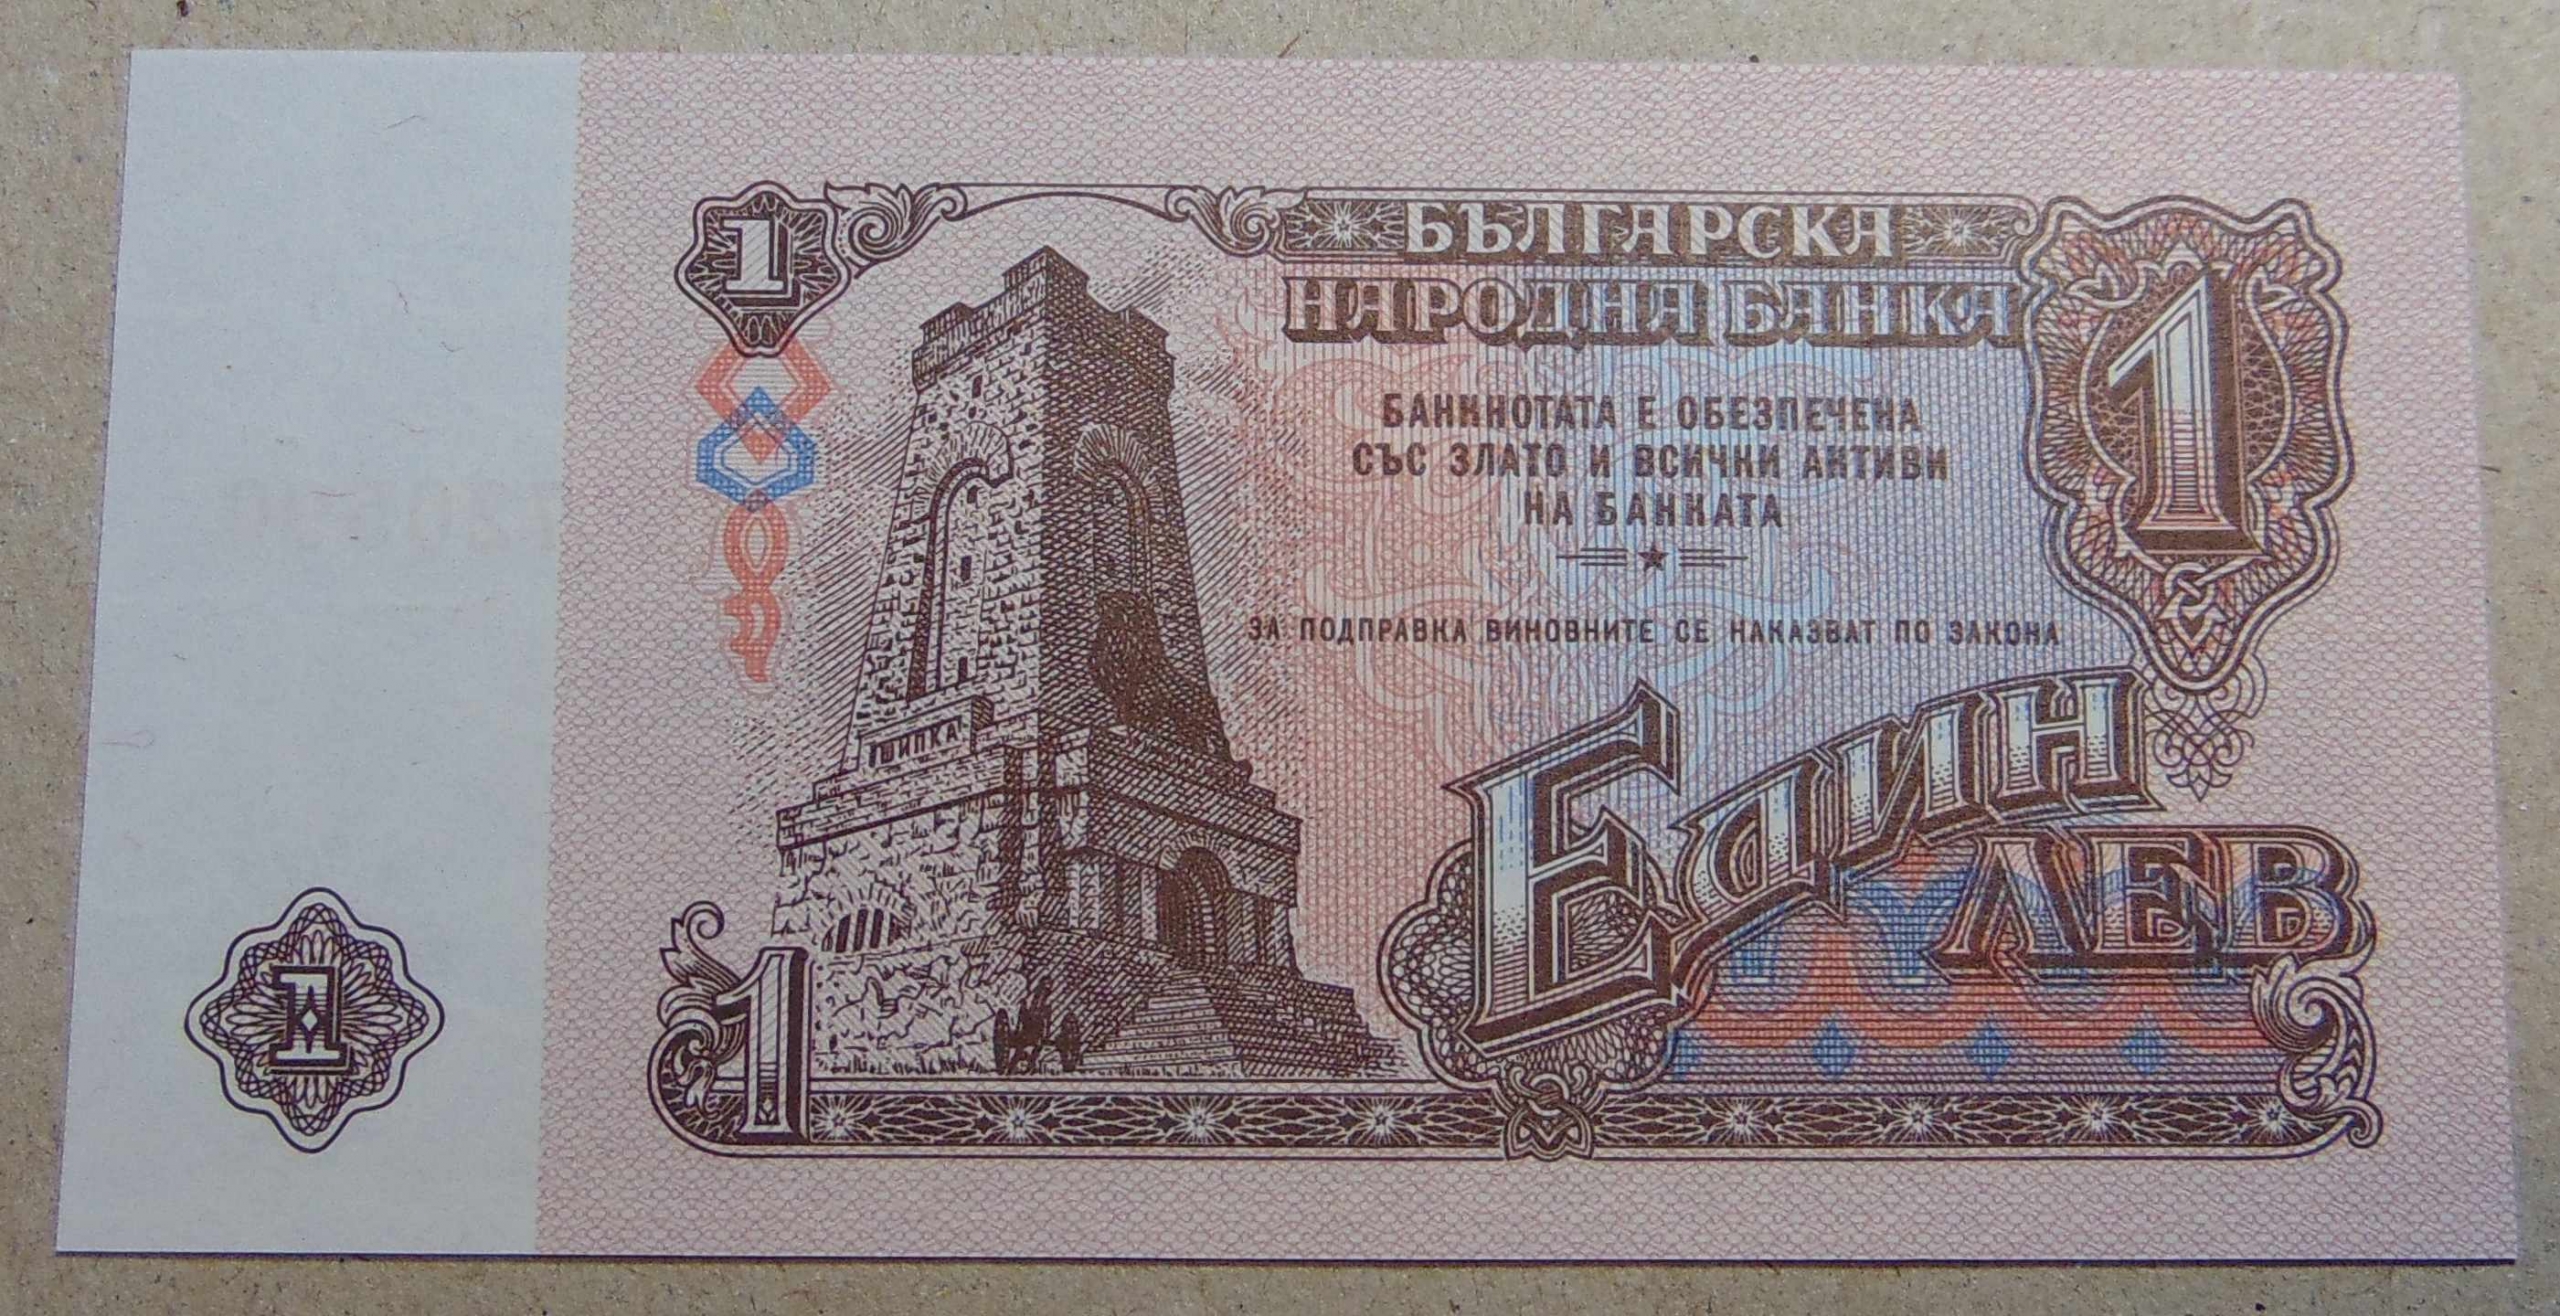 1
БЪЛГАРСКА
НАРОДНА БАНКА
1
БАНКНОТАТА Е ОБЕЗПЕЧЕНА
СЪС ЗЛАТО И ВСИЧКИ АКТИВИ
НА БАНКАТА
ЗА ПОДПРАВКА ВИНОВНИТЕ СЕ НАКАЗВАТ ПО ЗАКОНА
ШИПКА
Един
ЛЕВ
1
1